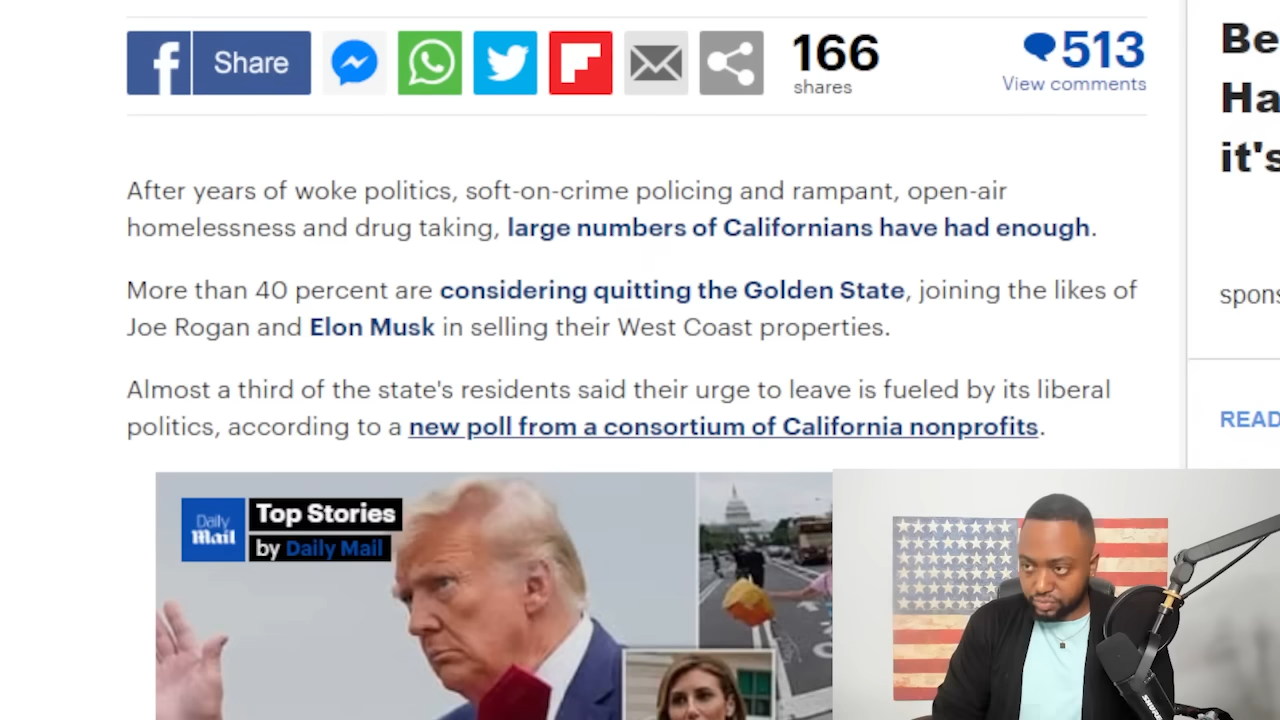 Share
166
shares
513
View comments
Be
Ha
it's
After years of woke politics, soft-on-crime policing and rampant, open-air
homelessness and drug taking, large numbers of Californians have had enough.
More than 40 percent are considering quitting the Golden State, joining the likes of
Joe Rogan and Elon Musk in selling their West Coast properties.
Almost a third of the state's residents said their urge to leave is fueled by its liberal
politics, according to a new poll from a consortium of California nonprofits.
spons
READ
Daily
Mail
Top Stories
by Daily Mail
SHURE